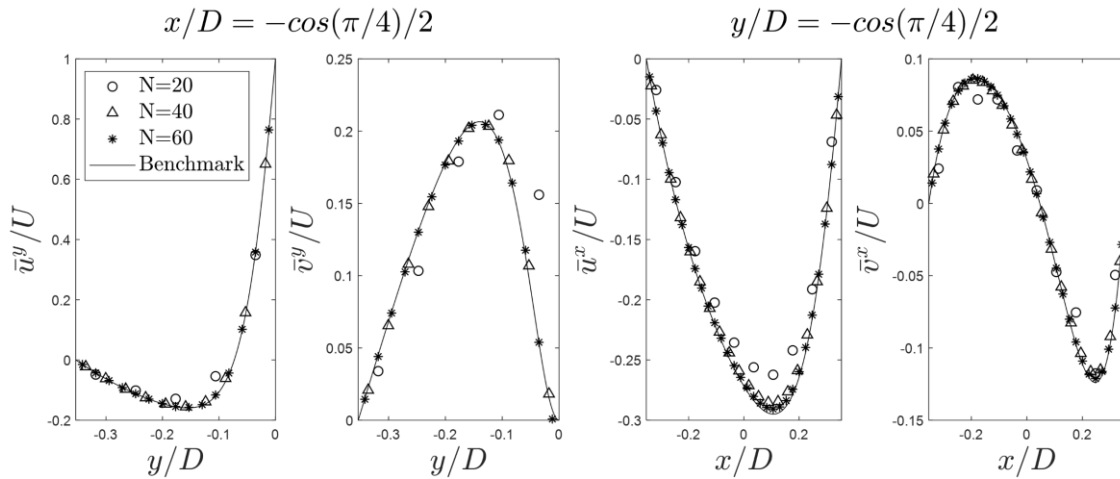 x/D = −cos(π/4)/2
y/D = −cos(π/4)/2
1
0.8
0.6
0.4
0.2
0
-0.2
ū^y/U
N=20
N=40
N=60
Benchmark
-0.3 -0.2 -0.1 0
y/D
0.25
0.2
0.15
0.1
0.05
0
v̄^y/U
-0.3 -0.2 -0.1 0
y/D
0
-0.05
-0.1
-0.15
-0.2
-0.25
-0.3
ū^x/U
-0.2 0 0.2
x/D
0.1
0.05
0
-0.05
-0.1
-0.15
v̄^x/U
-0.2 0 0.2
x/D